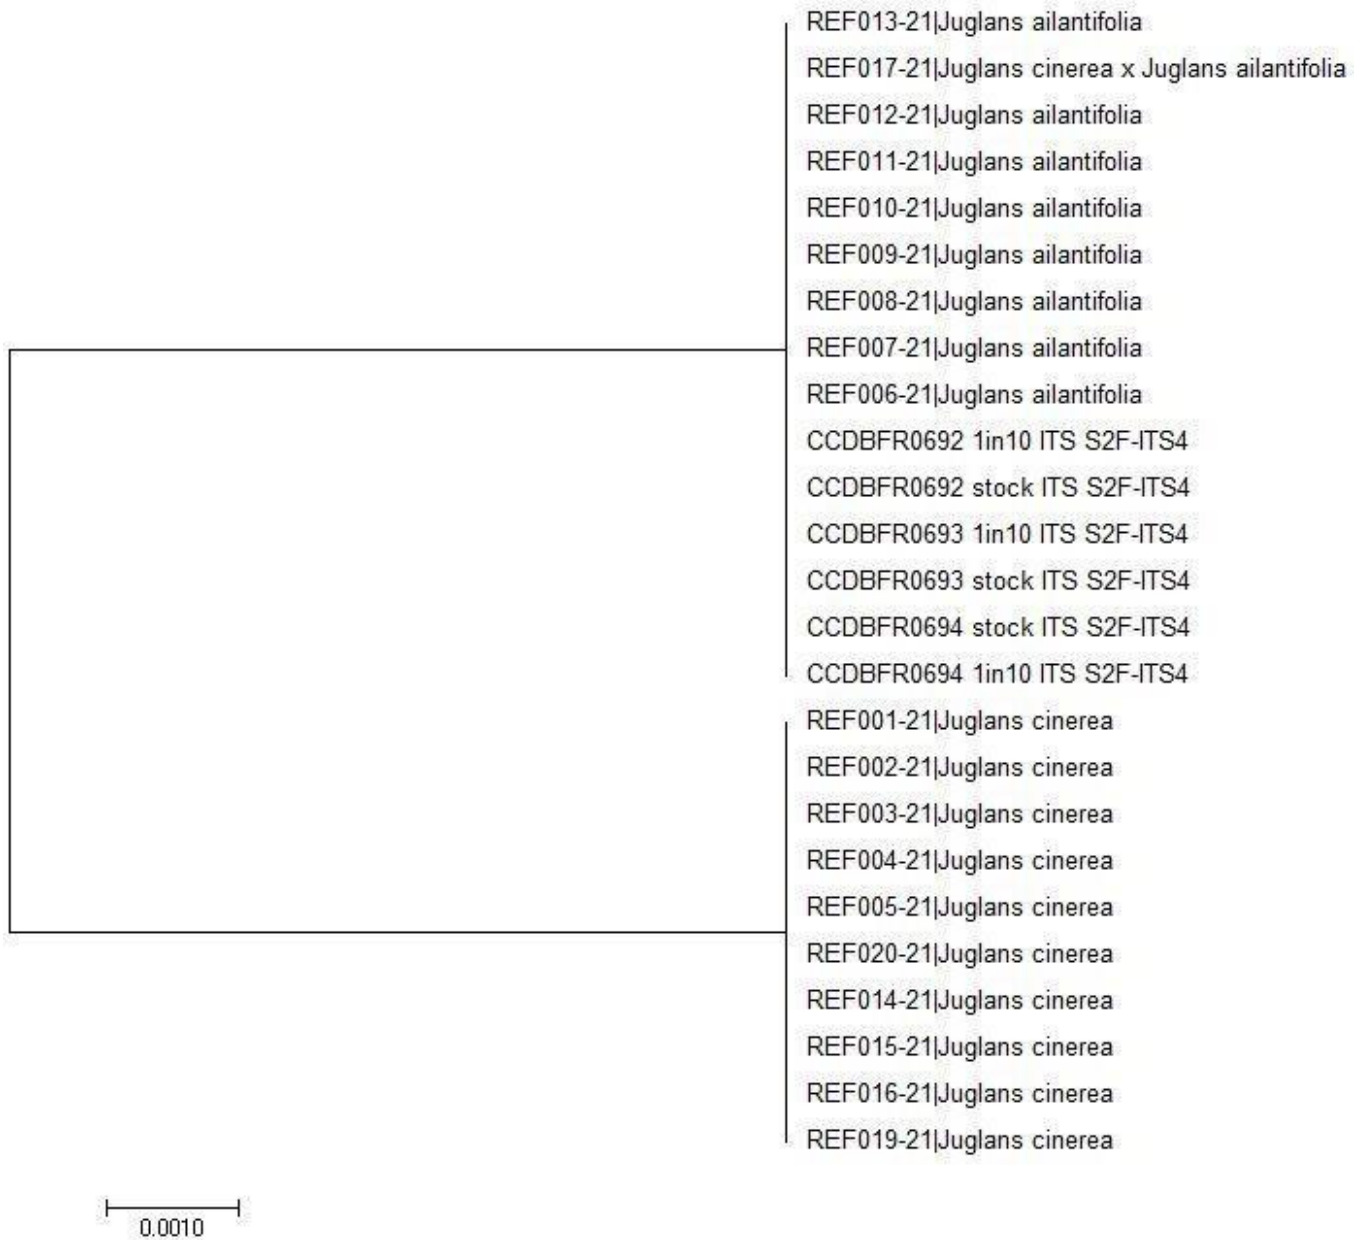 REF013-21|Juglans ailantifolia
REF017-21|Juglans cinerea x Juglans ailantifolia
REF012-21|Juglans ailantifolia
REF011-21|Juglans ailantifolia
REF010-21|Juglans ailantifolia
REF009-21|Juglans ailantifolia
REF008-21|Juglans ailantifolia
REF007-21|Juglans ailantifolia
REF006-21|Juglans ailantifolia
CCDBFR0692 1in10 ITS S2F-ITS4
CCDBFR0692 stock ITS S2F-ITS4
CCDBFR0693 1in10 ITS S2F-ITS4
CCDBFR0693 stock ITS S2F-ITS4
CCDBFR0694 stock ITS S2F-ITS4
CCDBFR0694 1in10 ITS S2F-ITS4
REF001-21|Juglans cinerea
REF002-21|Juglans cinerea
REF003-21|Juglans cinerea
REF004-21|Juglans cinerea
REF005-21|Juglans cinerea
REF020-21|Juglans cinerea
REF014-21|Juglans cinerea
REF015-21|Juglans cinerea
REF016-21|Juglans cinerea
REF019-21|Juglans cinerea
0.0010